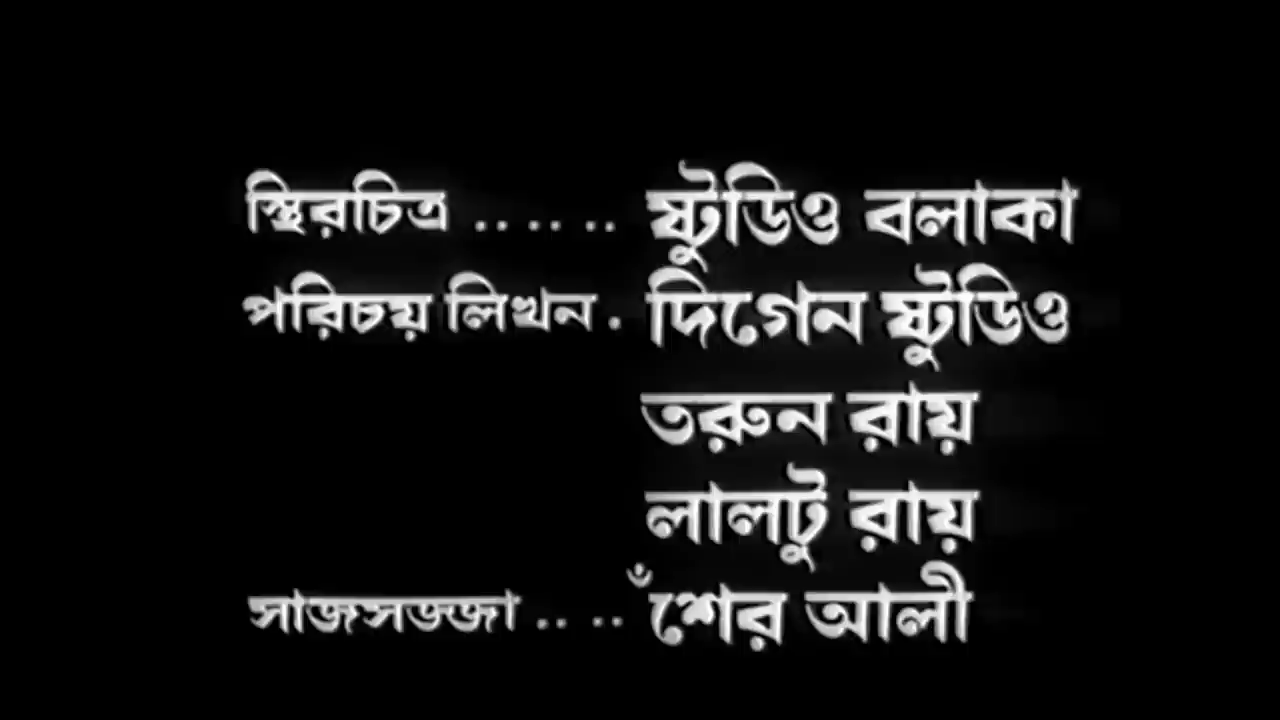 স্থিরচিত্র .. .. .. ষ্টুডিও বলাকা
পরিচয় লিখন . দিগেন ষ্টুডিও
তরুন রায়
লালটু রায়
সাজসজ্জা .. .. ঁশের আলী